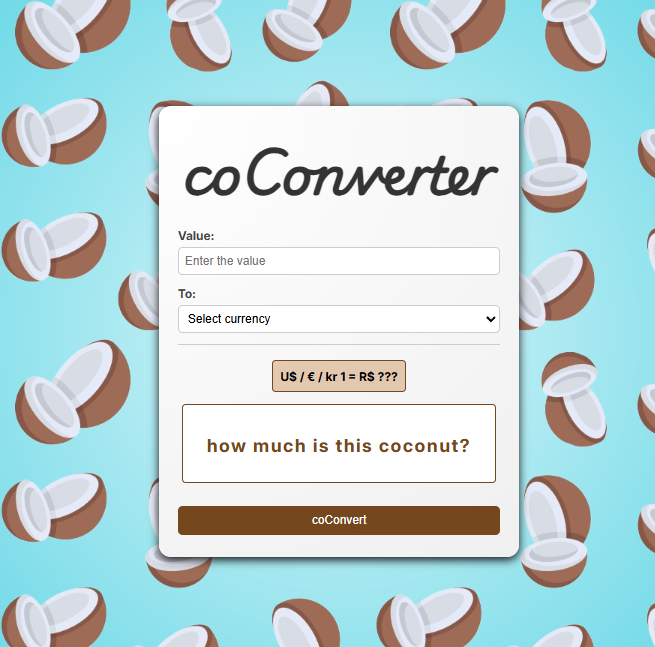 coConverter
Value:
Enter the value
To:
Select currency
U$ / € / kr 1 = R$ ???
how much is this coconut?
coConvert